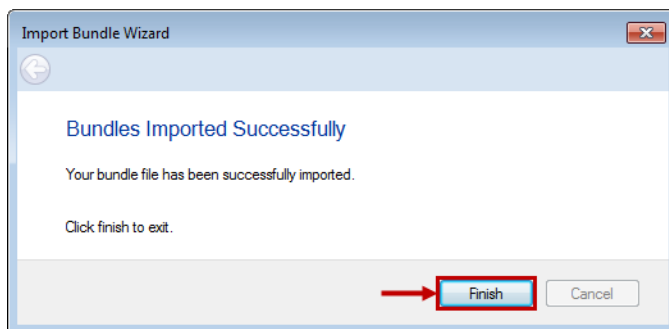 Import Bundle Wizard
Bundles Imported Successfully
Your bundle file has been successfully imported.
Click finish to exit.
Finish
Cancel